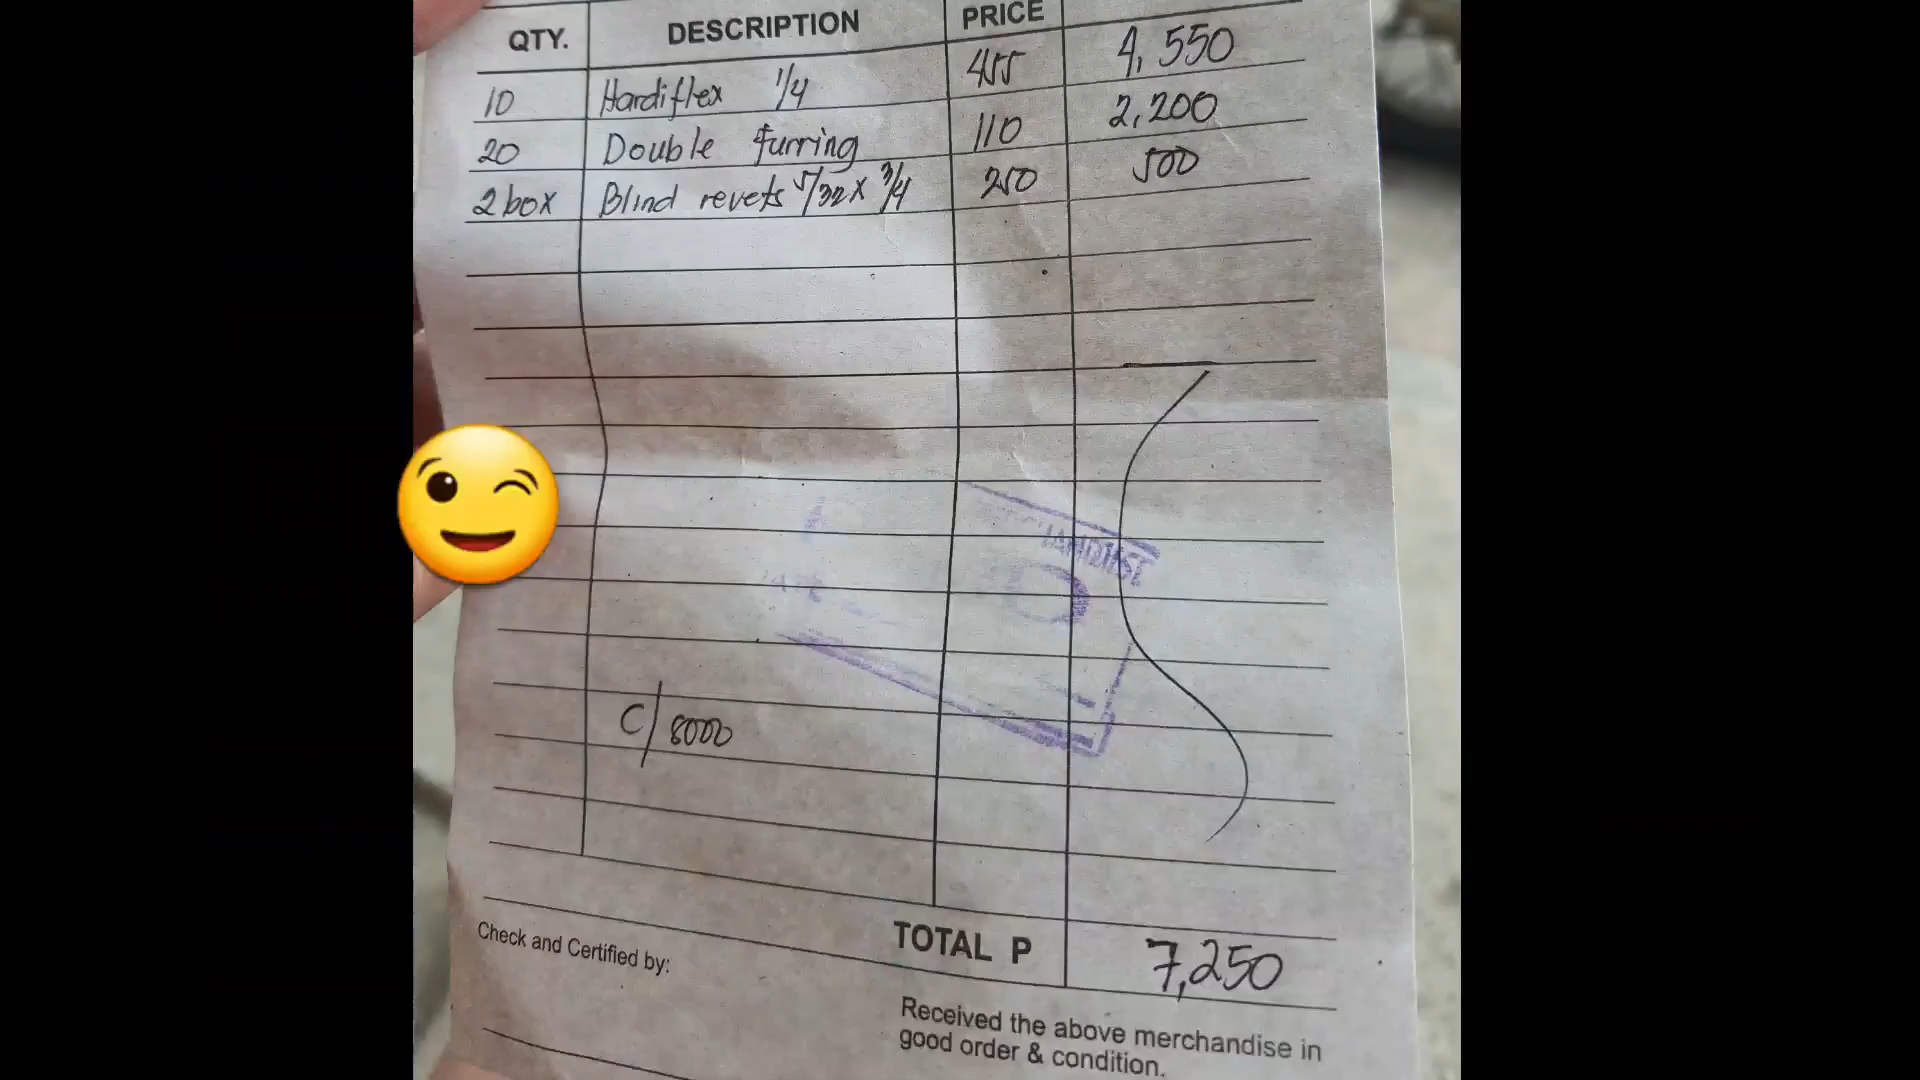 QTY. DESCRIPTION PRICE
10 Hardiflex 1/4 455 4,550
20 Double furring 110 2,200
2 box Blind revets 5/32 x 3/4 250 500
C/ 8000
TOTAL P 7,250
Check and Certified by:
Received the above merchandise in
good order & condition.